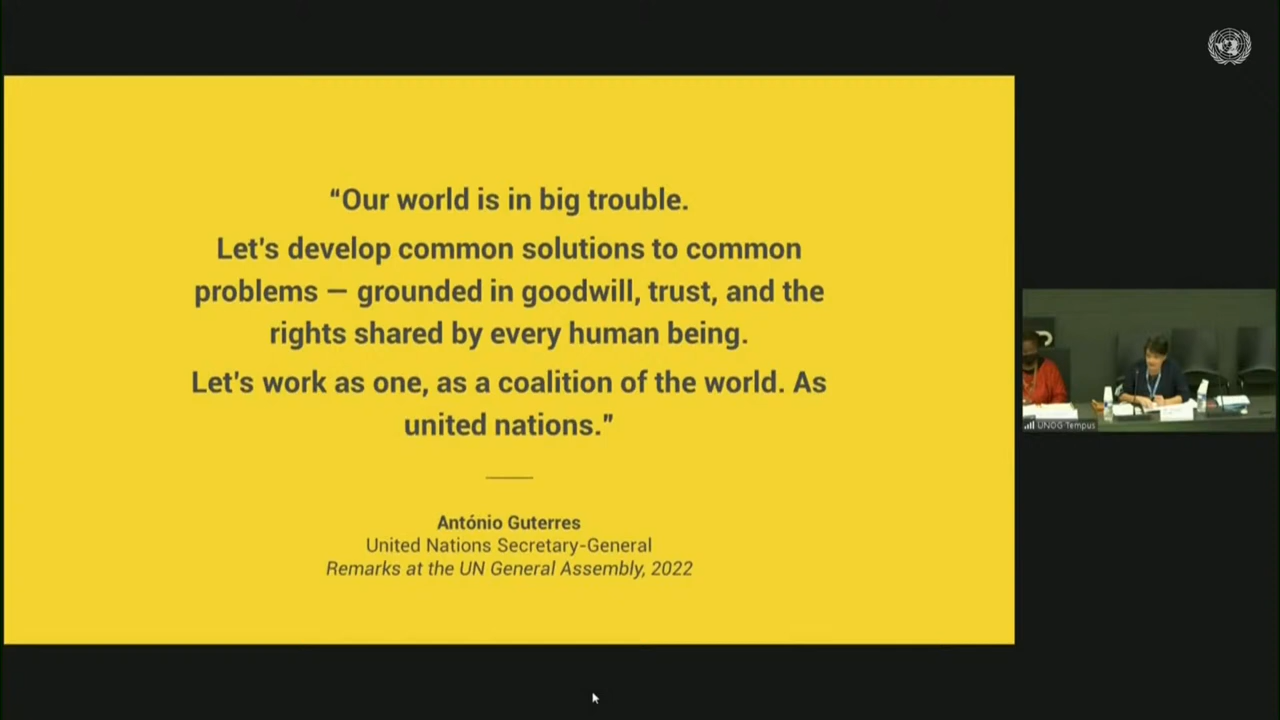 “Our world is in big trouble.
Let's develop common solutions to common
problems — grounded in goodwill, trust, and the
rights shared by every human being.
Let's work as one, as a coalition of the world. As
united nations.”
António Guterres
United Nations Secretary-General
Remarks at the UN General Assembly, 2022
UNOG Tempus